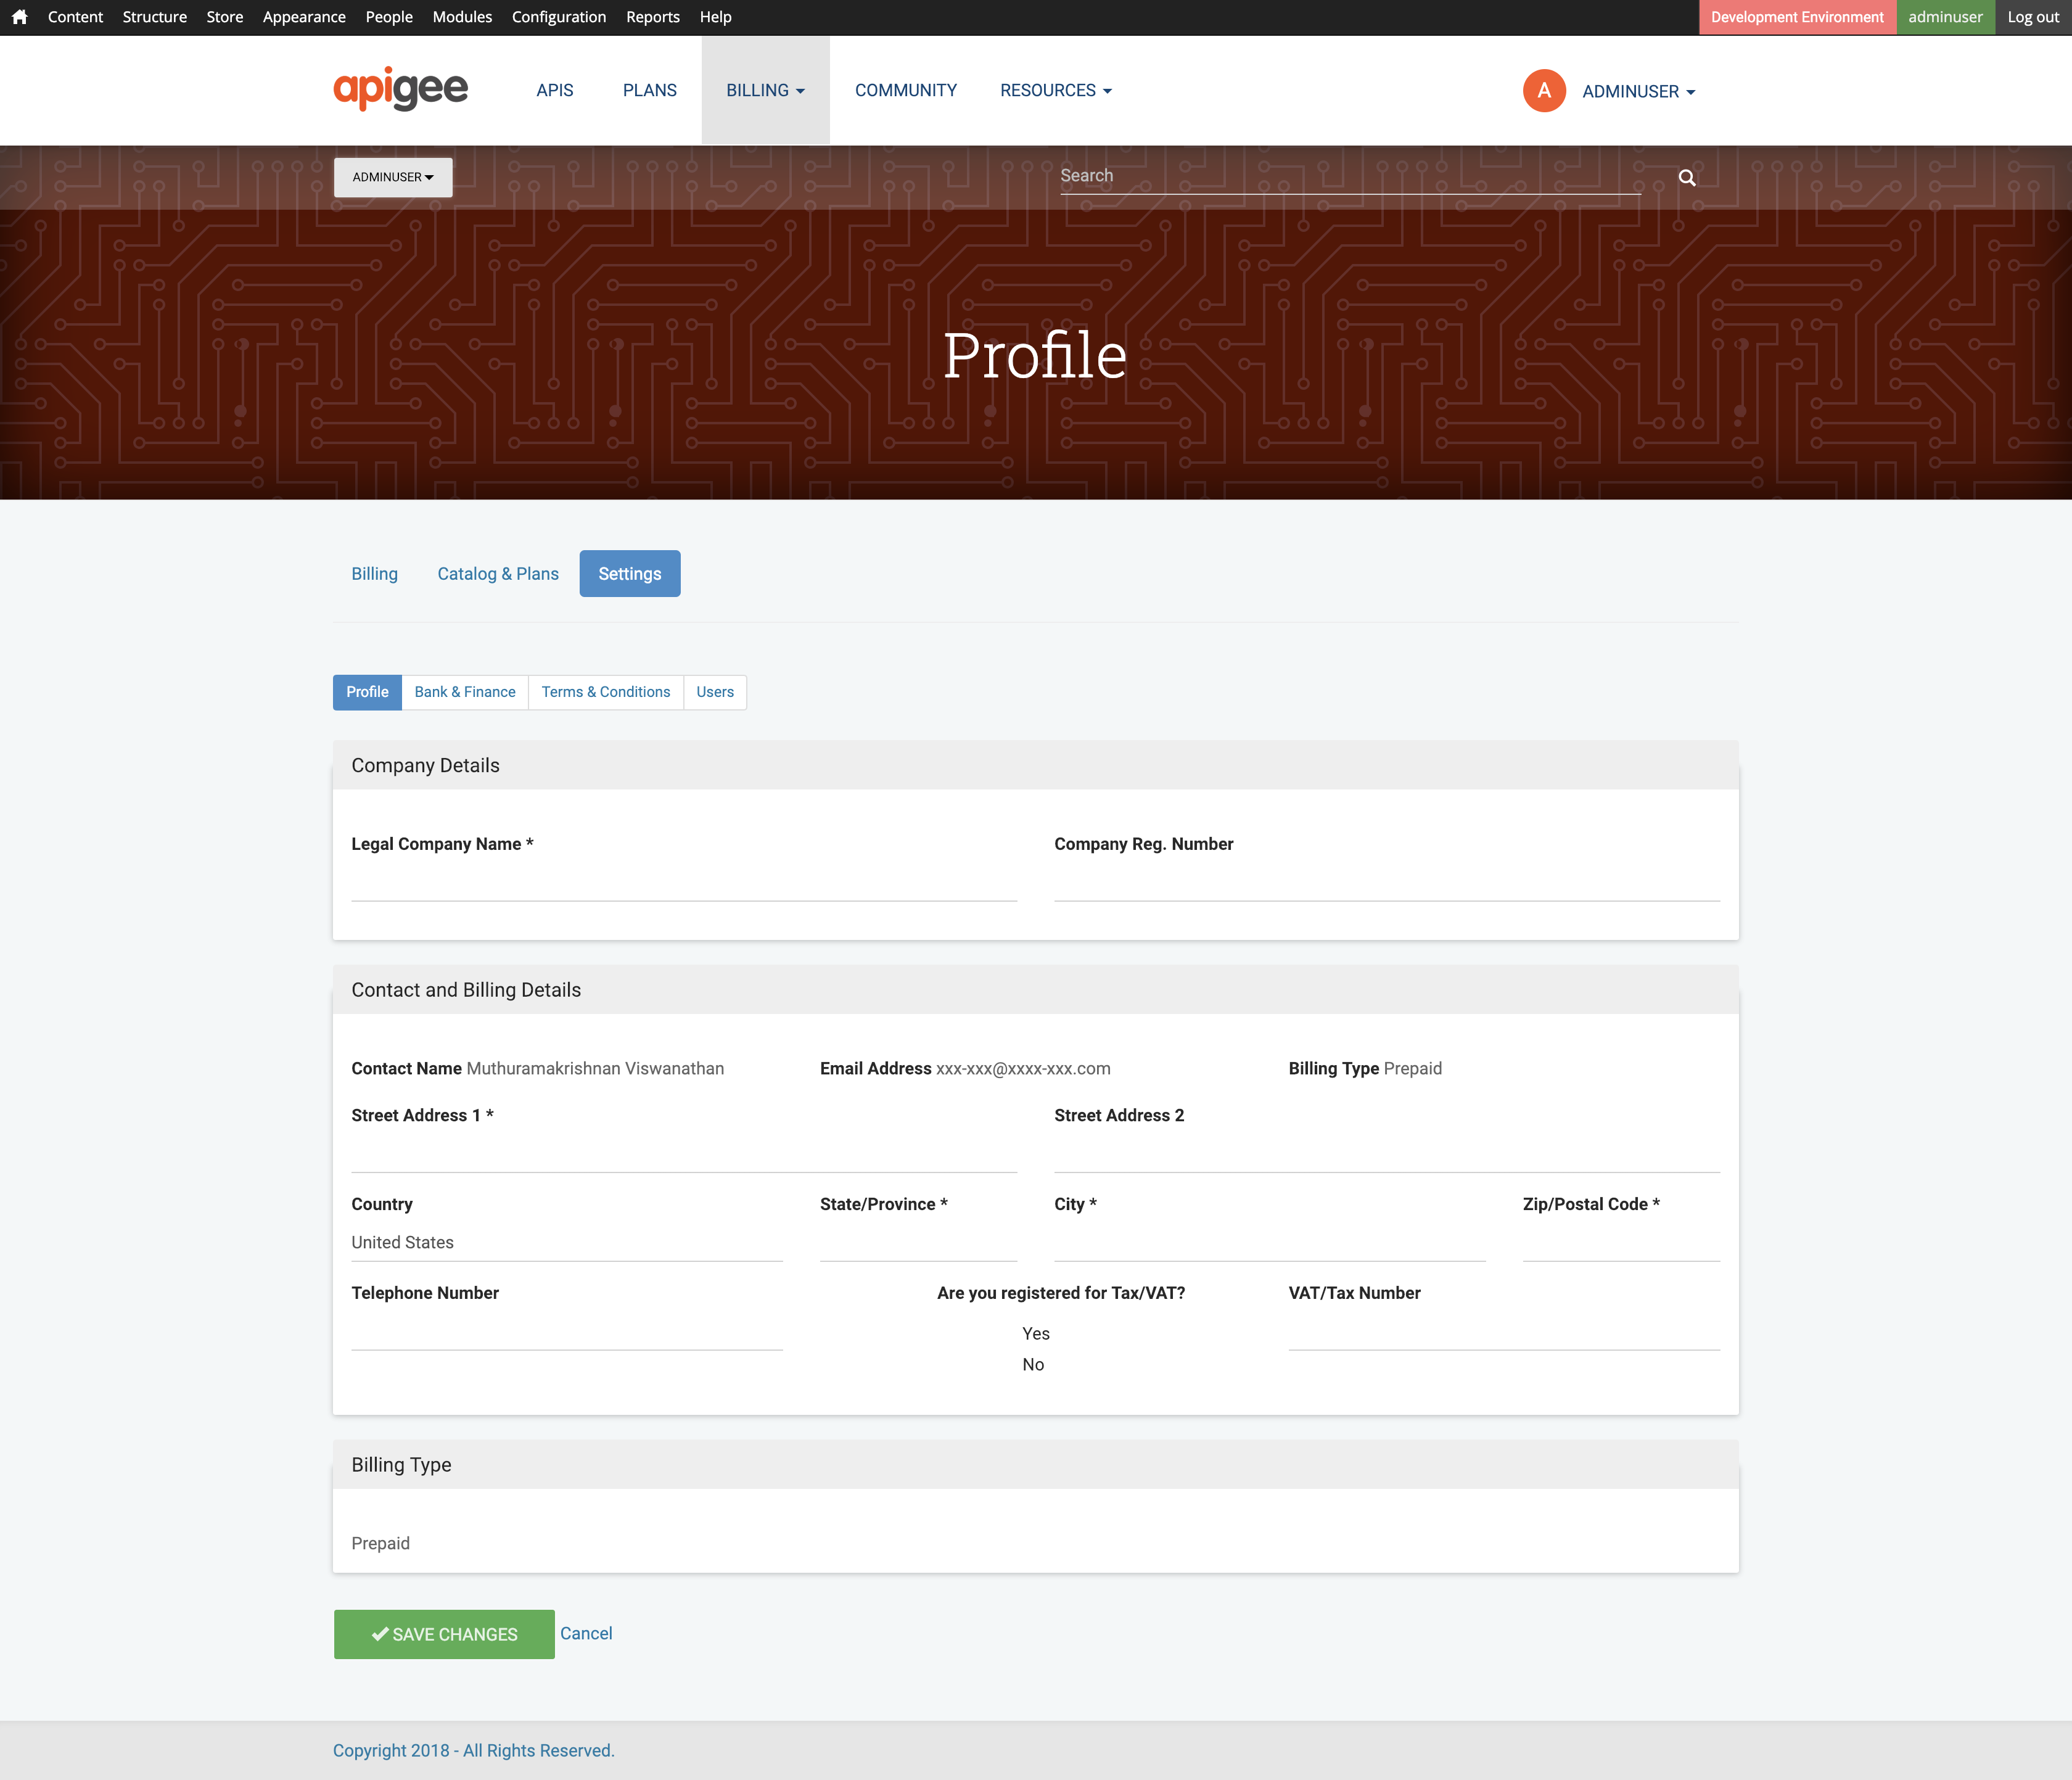 Content Structure Store Appearance People Modules Configuration Reports Help Development Environment adminuser Log out
apigee APIS PLANS BILLING COMMUNITY RESOURCES A ADMINUSER
ADMINUSER Search
Profile
Billing Catalog & Plans Settings
Profile Bank & Finance Terms & Conditions Users
Company Details
Legal Company Name * Company Reg. Number
Contact and Billing Details
Contact Name Muthuramakrishnan Viswanathan Email Address xxx-xxx@xxxx-xxx.com Billing Type Prepaid
Street Address 1 * Street Address 2
Country State/Province * City * Zip/Postal Code *
United States
Telephone Number Are you registered for Tax/VAT? VAT/Tax Number
Yes
No
Billing Type
Prepaid
SAVE CHANGES Cancel
Copyright 2018 - All Rights Reserved.